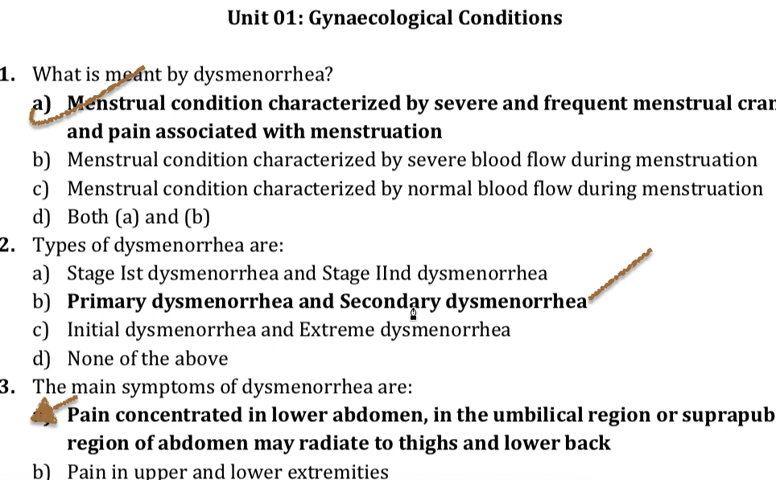 Unit 01: Gynaecological Conditions
1. What is meant by dysmenorrhea?
a) Menstrual condition characterized by severe and frequent menstrual
and pain associated with menstruation
b) Menstrual condition characterized by severe blood flow during menstruation
c) Menstrual condition characterized by normal blood flow during menstruation
d) Both (a) and (b)
2. Types of dysmenorrhea are:
a) Stage Ist dysmenorrhea and Stage IInd dysmenorrhea
b) Primary dysmenorrhea and Secondary dysmenorrhea
c) Initial dysmenorrhea and Extreme dysmenorrhea
d) None of the above
3. The main symptoms of dysmenorrhea are:
Pain concentrated in lower abdomen, in the umbilical region or
region of abdomen may radiate to thighs and lower back
b) Pain in upper and lower extremities